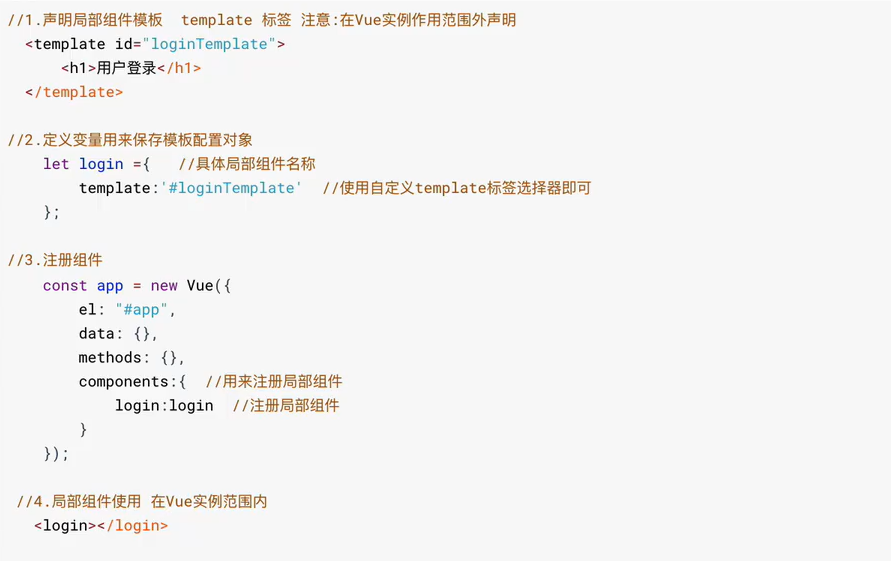 //1.声明局部组件模板  template 标签 注意:在Vue实例作用范围外声明
  <template id="loginTemplate">
      <h1>用户登录</h1>
  </template>

//2.定义变量用来保存模板配置对象
    let login ={   //具体局部组件名称
        template:'#loginTemplate'  //使用自定义template标签选择器即可
    };

//3.注册组件
    const app = new Vue({
        el: "#app",
        data: {},
        methods: {},
        components:{  //用来注册局部组件
            login:login  //注册局部组件
        }
    });

 //4.局部组件使用 在Vue实例范围内
   <login></login>